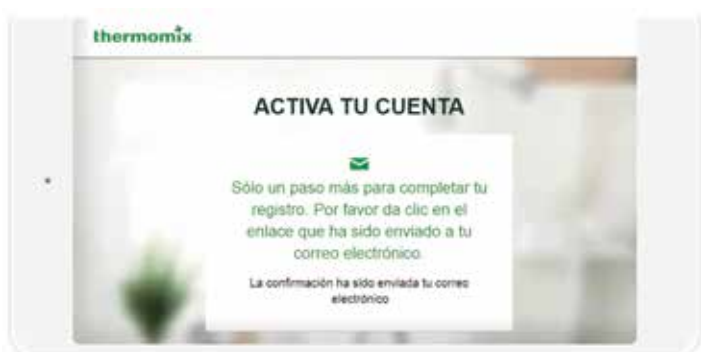 thermomix
ACTIVA TU CUENTA
Sólo un paso más para completar tu
registro. Por favor da clic en el
enlace que ha sido enviado a tu
correo electrónico.
La confirmación ha sido enviada tu correo
electrónico